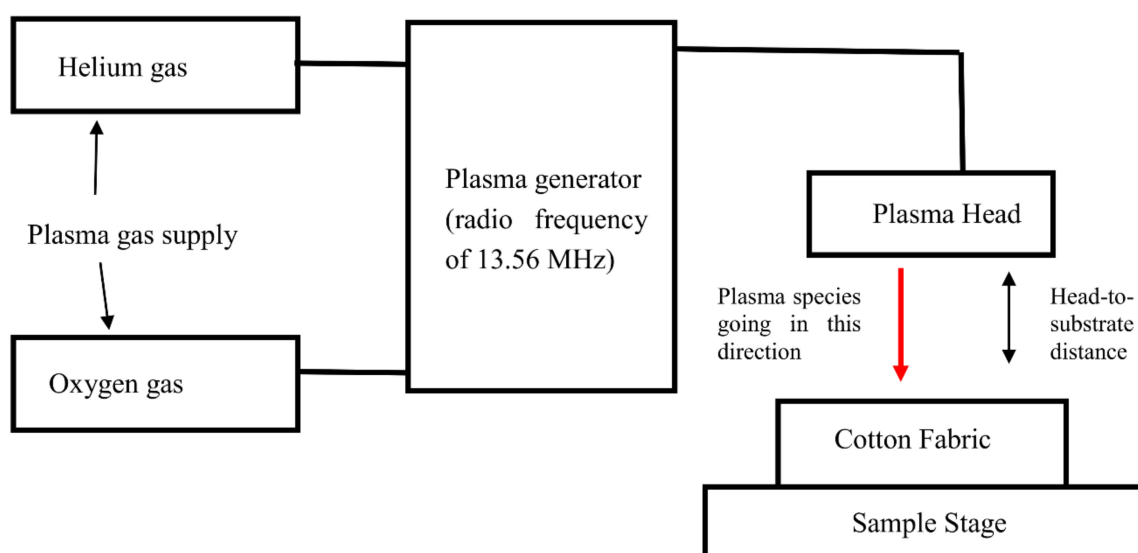 Helium gas
Plasma gas supply
Oxygen gas
Plasma generator
(radio frequency
of 13.56 MHz)
Plasma Head
Plasma species
going in this
direction
Head-to-
substrate
distance
Cotton Fabric
Sample Stage